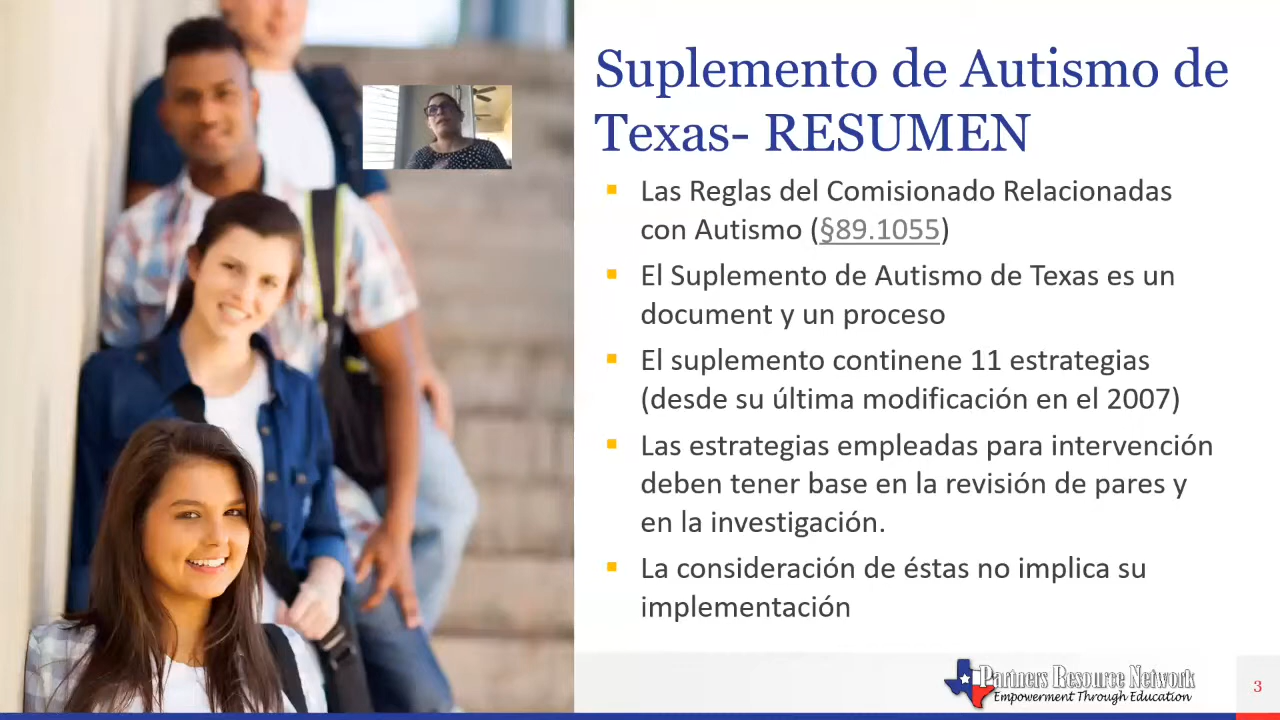 Suplemento de Autismo de
Texas- RESUMEN
Las Reglas del Comisionado Relacionadas
con Autismo (§89.1055)
El Suplemento de Autismo de Texas es un
document y un proceso
El suplemento continene 11 estrategias
(desde su última modificación en el 2007)
Las estrategias empleadas para intervención
deben tener base en la revisión de pares y
en la investigación.
La consideración de éstas no implica su
implementación
Partners Resource Network
Empowerment Through Education
3